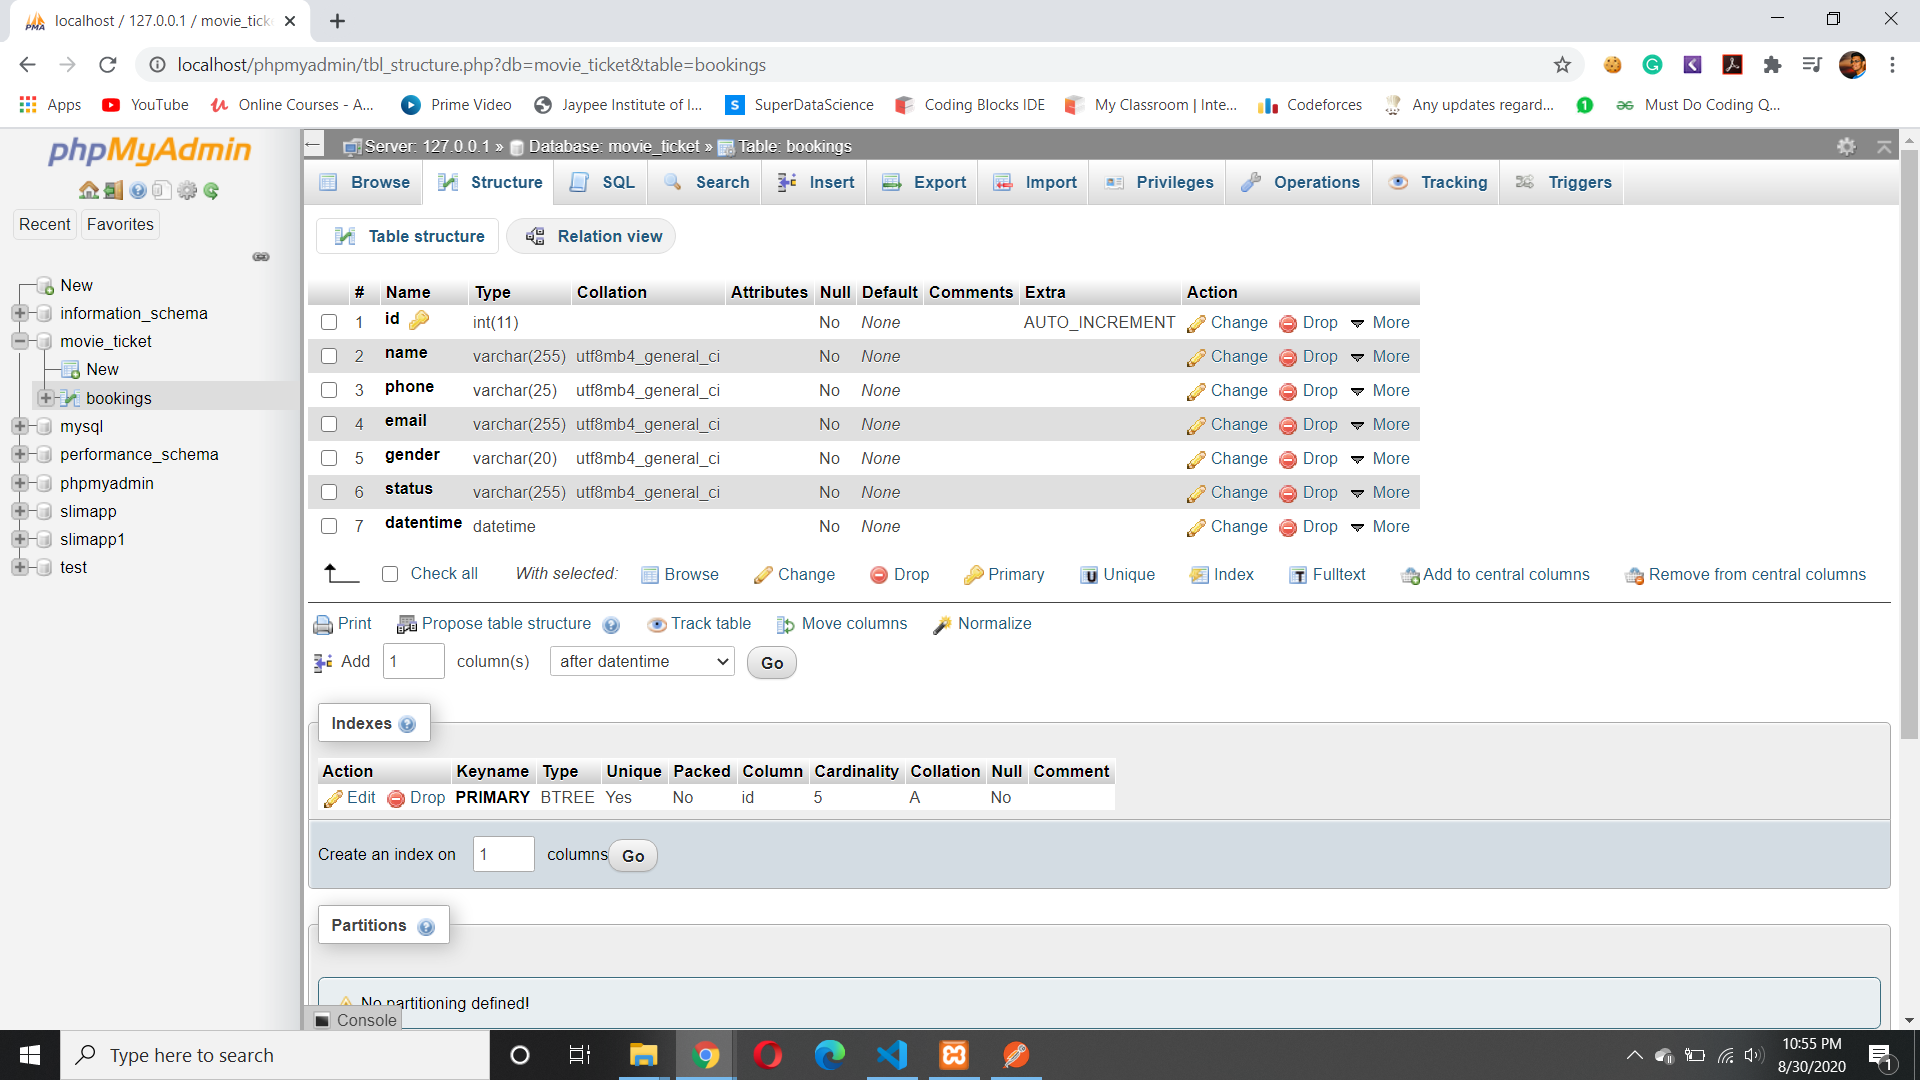 localhost / 127.0.0.1 / movie_tick
localhost/phpmyadmin/tbl_structure.php?db=movie_ticket&table=bookings
Apps YouTube Online Courses - A... Prime Video Jaypee Institute of I... SuperDataScience Coding Blocks IDE My Classroom | Inte... Codeforces Any updates regard... Must Do Coding Q...
phpMyAdmin
Recent Favorites
New
information_schema
movie_ticket
New
bookings
mysql
performance_schema
phpmyadmin
slimapp
slimapp1
test
Server: 127.0.0.1 » Database: movie_ticket » Table: bookings
Browse Structure SQL Search Insert Export Import Privileges Operations Tracking Triggers
Table structure Relation view
# Name Type Collation Attributes Null Default Comments Extra Action
1 id int(11) No None AUTO_INCREMENT Change Drop More
2 name varchar(255) utf8mb4_general_ci No None Change Drop More
3 phone varchar(25) utf8mb4_general_ci No None Change Drop More
4 email varchar(255) utf8mb4_general_ci No None Change Drop More
5 gender varchar(20) utf8mb4_general_ci No None Change Drop More
6 status varchar(255) utf8mb4_general_ci No None Change Drop More
7 datentime datetime No None Change Drop More
Check all With selected: Browse Change Drop Primary Unique Index Fulltext Add to central columns Remove from central columns
Print Propose table structure Track table Move columns Normalize
Add 1 column(s) after datentime Go
Indexes
Action Keyname Type Unique Packed Column Cardinality Collation Null Comment
Edit Drop PRIMARY BTREE Yes No id 5 A No
Create an index on 1 columns Go
Partitions
No partitioning defined!
Console
Type here to search
10:55 PM
8/30/2020
1